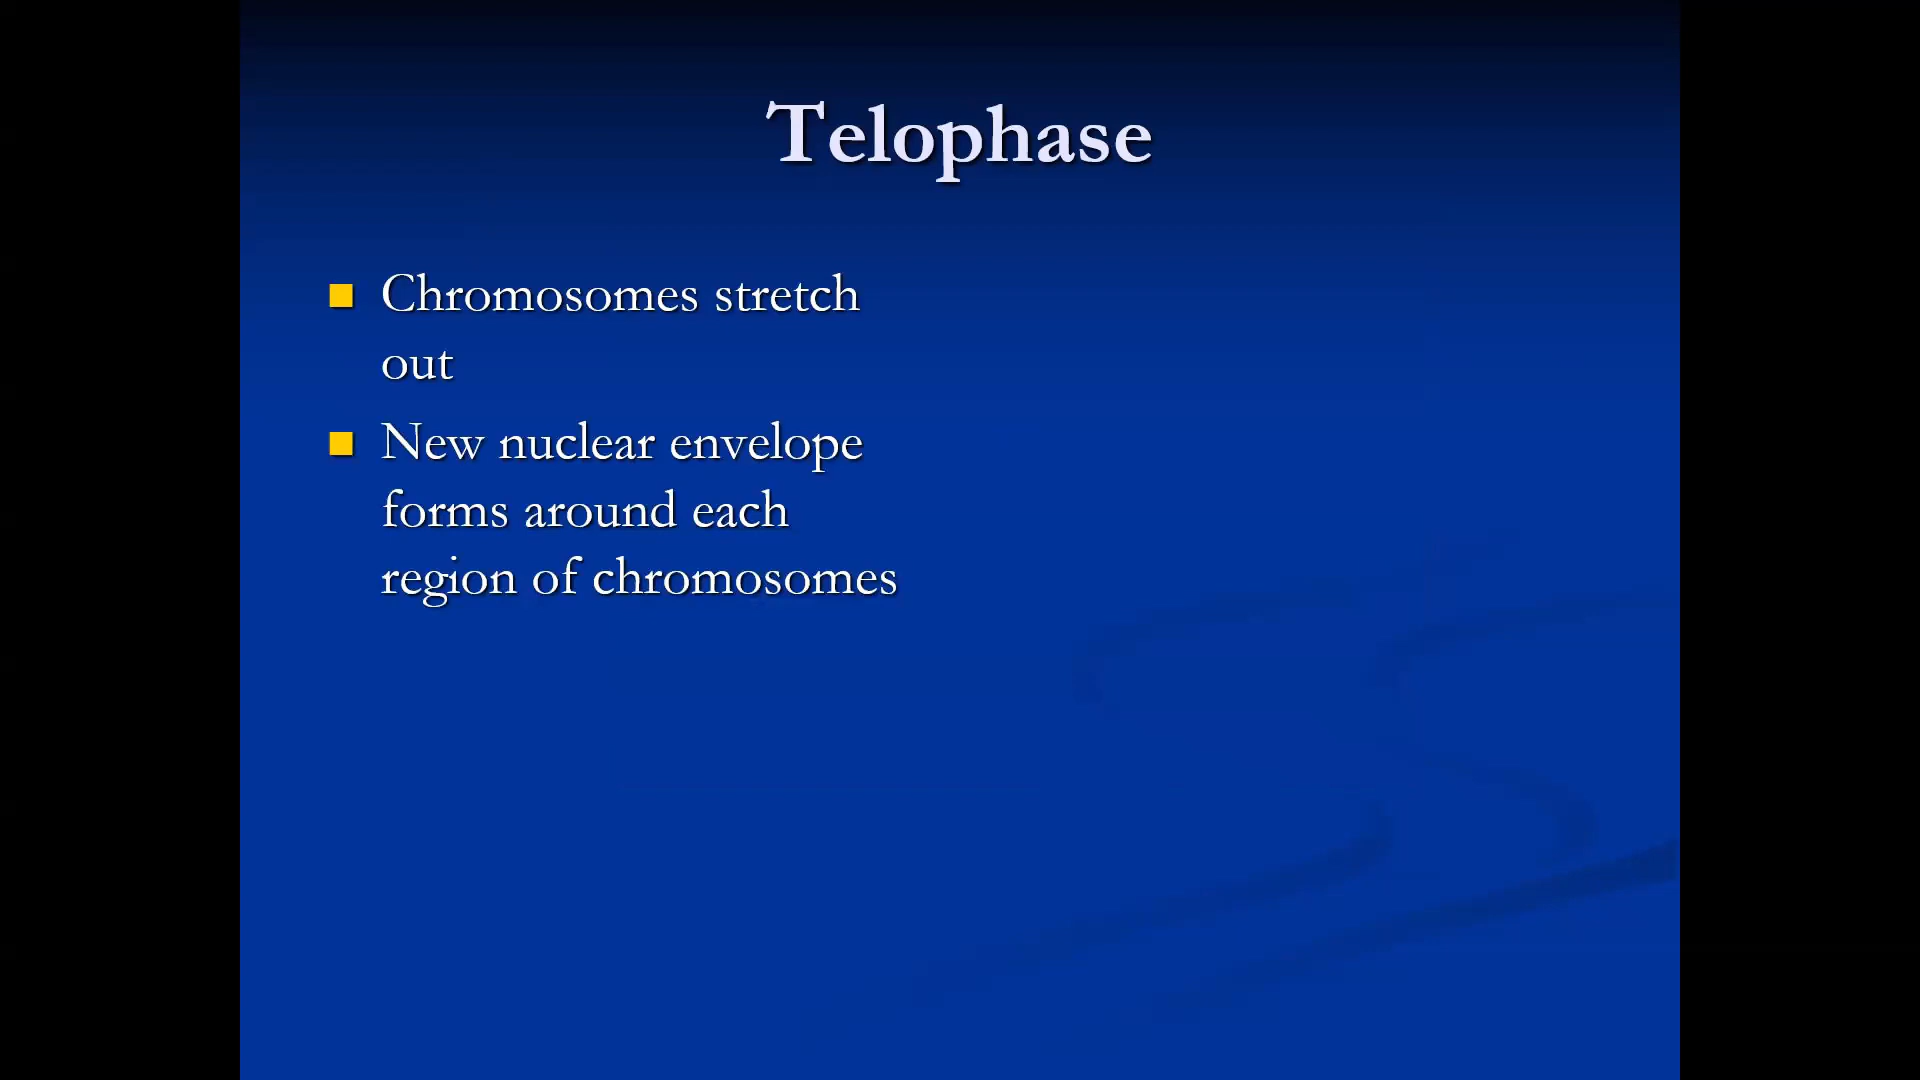 Telophase
Chromosomes stretch
out
New nuclear envelope
forms around each
region of chromosomes